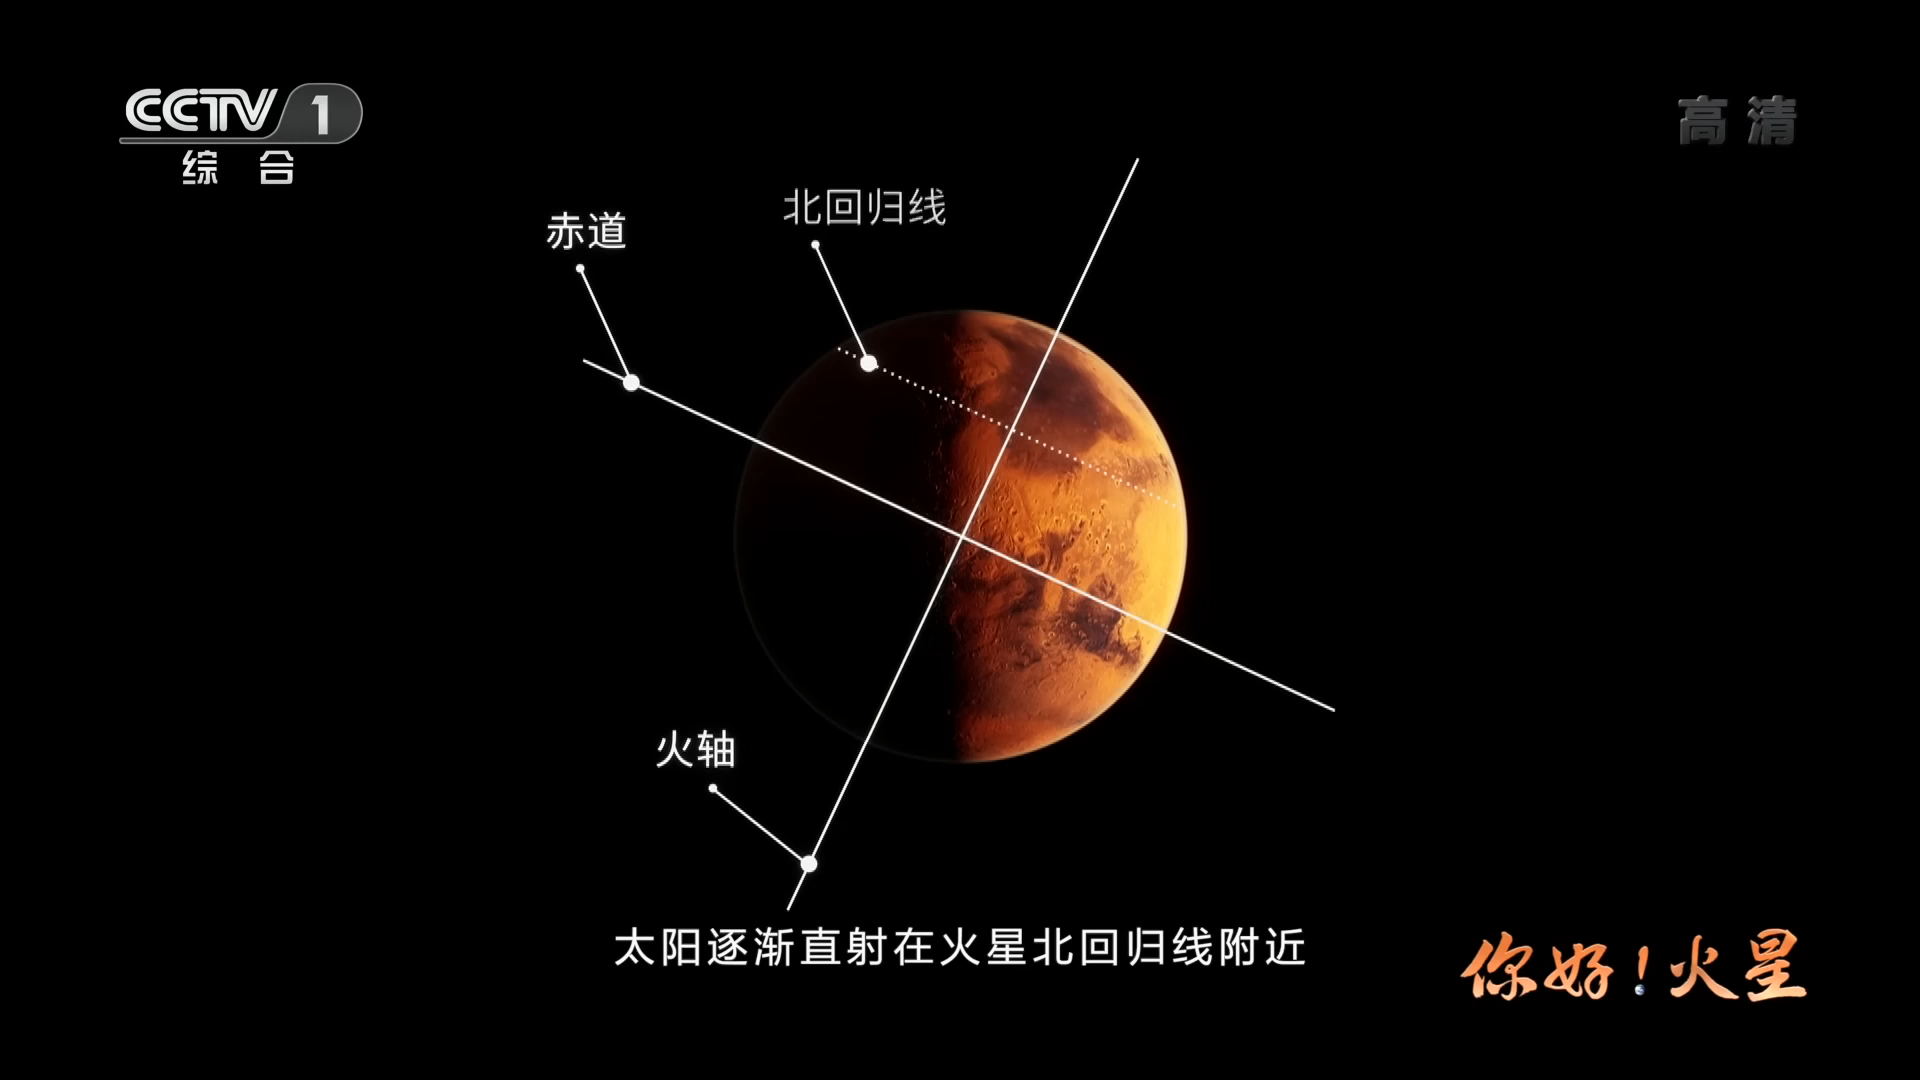 CCTV 1
综合
高清
北回归线
赤道
火轴
太阳逐渐直射在火星北回归线附近
你好！火星